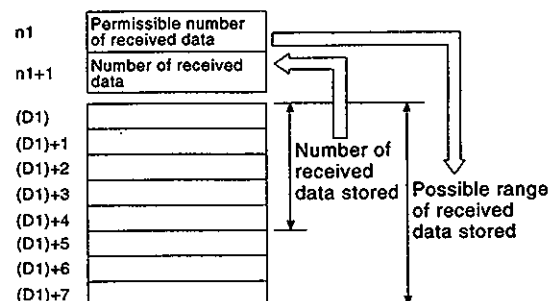 n1
Permissible number
of received data
n1+1
Number of received
data
(D1)
(D1)+1
(D1)+2
(D1)+3
(D1)+4
(D1)+5
(D1)+6
(D1)+7
Number of
received
data stored
Possible range
of received
data stored